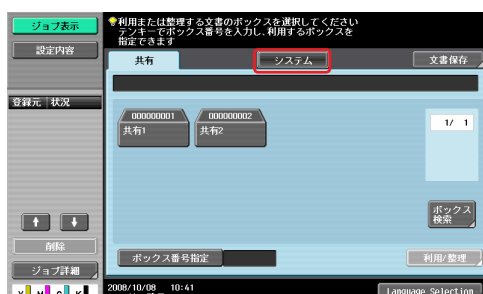 ジョブ表示
設定内容
登録元 状況
削除
ジョブ詳細
利用または整理する文書のボックスを選択してください
テンキーでボックス番号を入力し、利用するボックスを
指定できます
共有
システム
文書保存
000000001
共有1
000000002
共有2
1/ 1
ボックス
検索
ボックス番号指定
利用/整理
2008/10/08 10:41
Language Selection